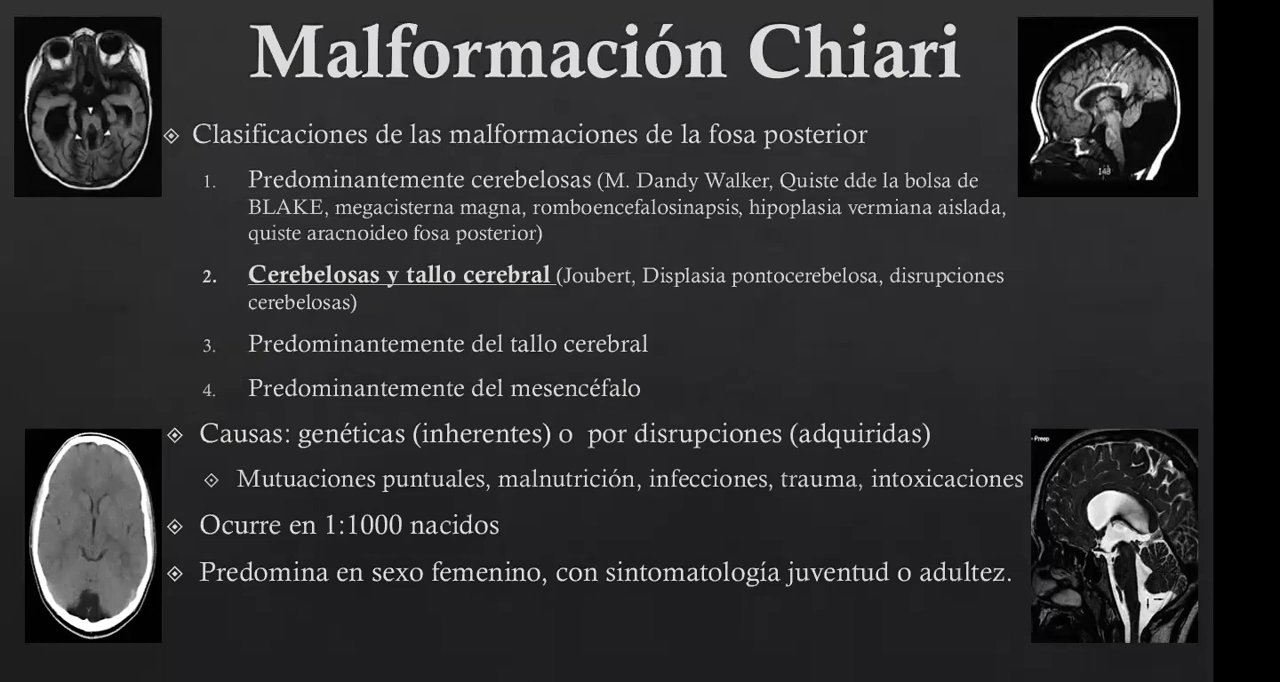 Malformación Chiari
Clasificaciones de las malformaciones de la fosa posterior
1. Predominantemente cerebelosas (M. Dandy Walker, Quiste dde la bolsa de
BLAKE, megacisterna magna, romboencefalosinapsis, hipoplasia vermiana aislada,
quiste aracnoideo fosa posterior)
2. Cerebelosas y tallo cerebral (Joubert, Displasia pontocerebelosa, disrupciones
cerebelosas)
3. Predominantemente del tallo cerebral
4. Predominantemente del mesencéfalo
Causas: genéticas (inherentes) o por disrupciones (adquiridas)
Mutuaciones puntuales, malnutrición, infecciones, trauma, intoxicaciones
Ocurre en 1:1000 nacidos
Predomina en sexo femenino, con sintomatología juventud o adultez.
148
- Preop